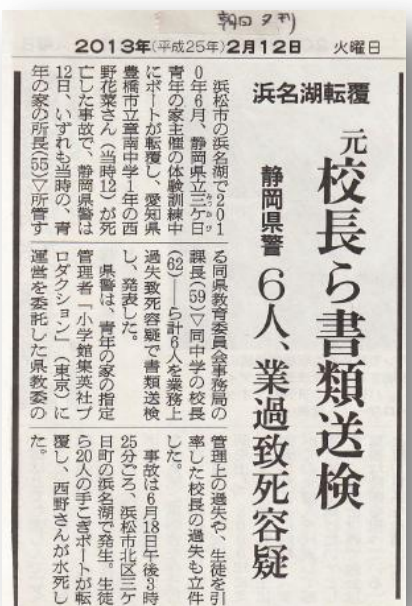 朝日夕刊
2013年(平成25年)2月12日 火曜日
浜名湖転覆
元校長ら書類送検
静岡県警 6人、業過致死容疑
浜松市の浜名湖で201
0年6月、静岡県立三ケ日
青年の家主催の体験訓練中
にボートが転覆し、愛知県
豊橋市立章南中学1年の西
野花菜さん(当時12)が死
亡した事故で、静岡県警は
12日、いずれも当時の、青
年の家の所長(55)▽所管す
る同県教育委員会事務局の
課長(59)▽同中学の校長
(62)――ら計6人を業務上
過失致死容疑で書類送検
し、発表した。
県警は、青年の家の指定
管理者「小学館集英社プ
ロダクション」(東京)に
運営を委託した県教委の
管理上の過失や、生徒を引
率した校長の過失も立件
した。
事故は6月18日午後3時
25分ごろ、浜松市北区三ケ
日町の浜名湖で発生。生徒
ら20人の手こぎボートが転
覆し、西野さんが水死し
た。